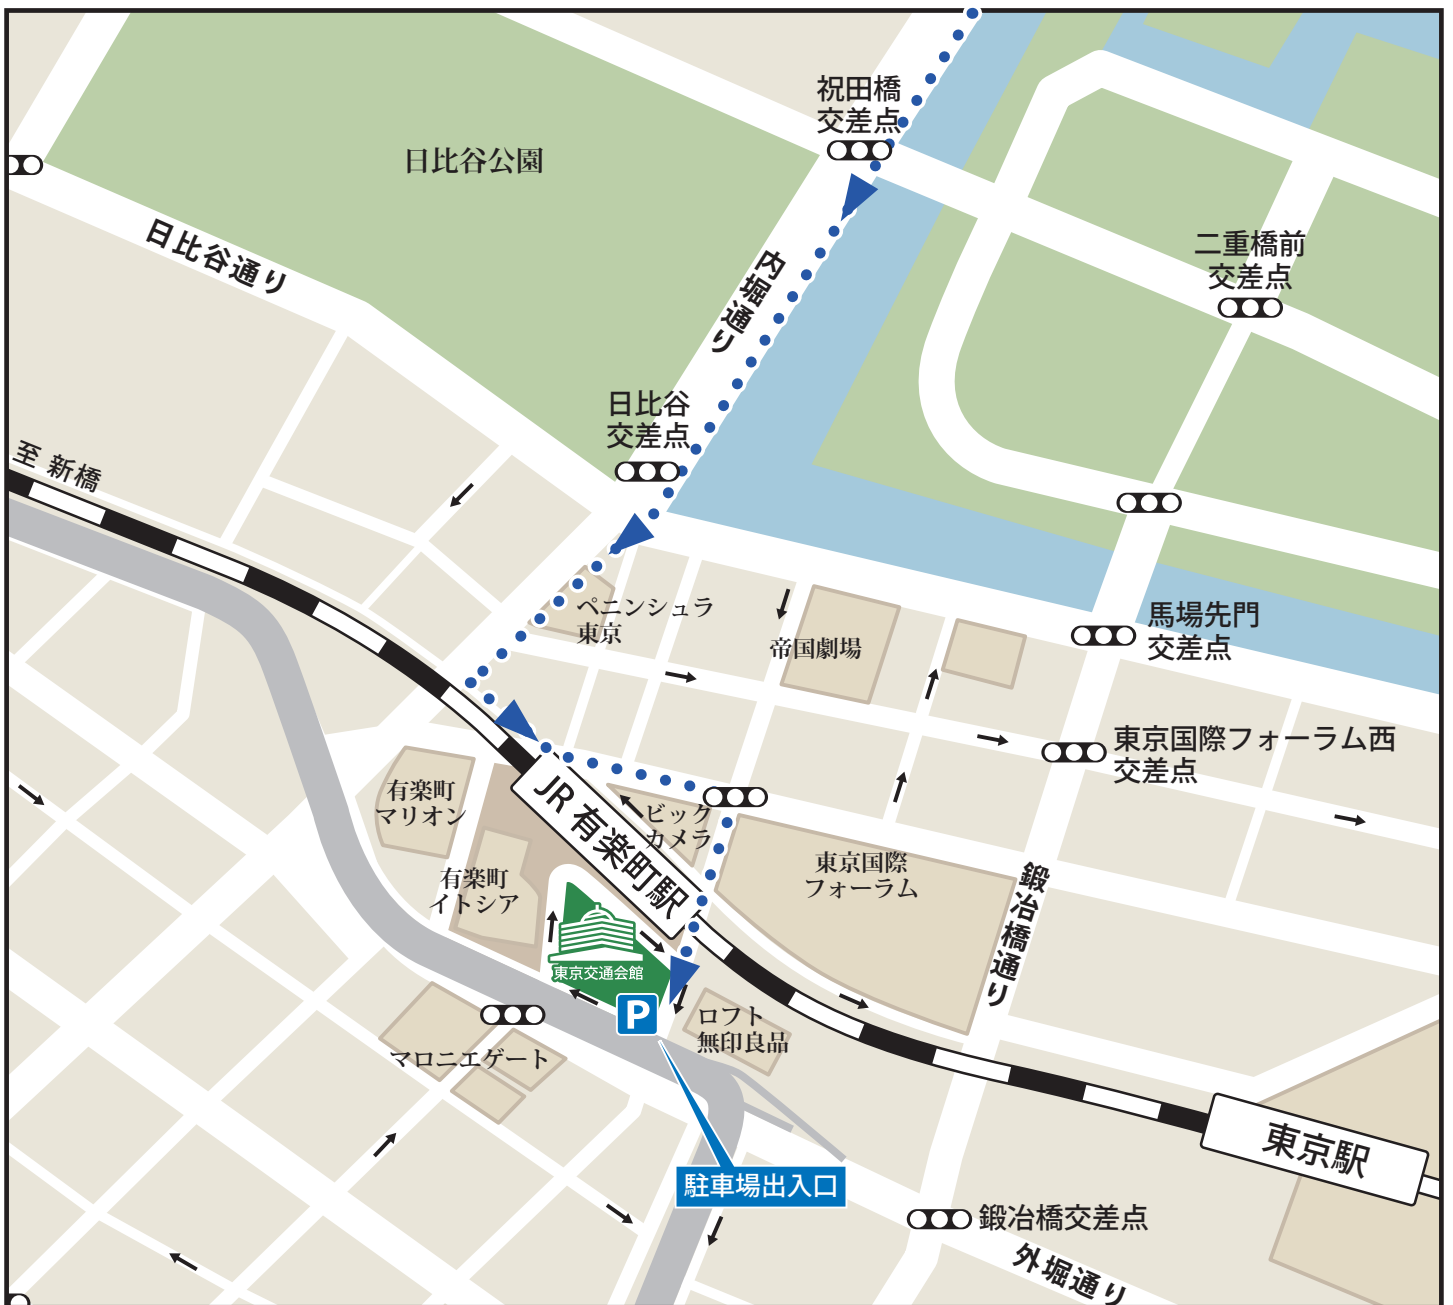 祝田橋
交差点
日比谷公園
日比谷通り
内堀通り
二重橋前
交差点
日比谷
交差点
至 新橋
ペニンシュラ
東京
帝国劇場
馬場先門
交差点
東京国際フォーラム西
交差点
有楽町
マリオン
JR 有楽町駅
ビック
カメラ
東京国際
フォーラム
有楽町
イトシア
鍛冶橋通り
東京交通会館
P
ロフト
無印良品
マロニエゲート
東京駅
駐車場出入口
鍛冶橋交差点
外堀通り